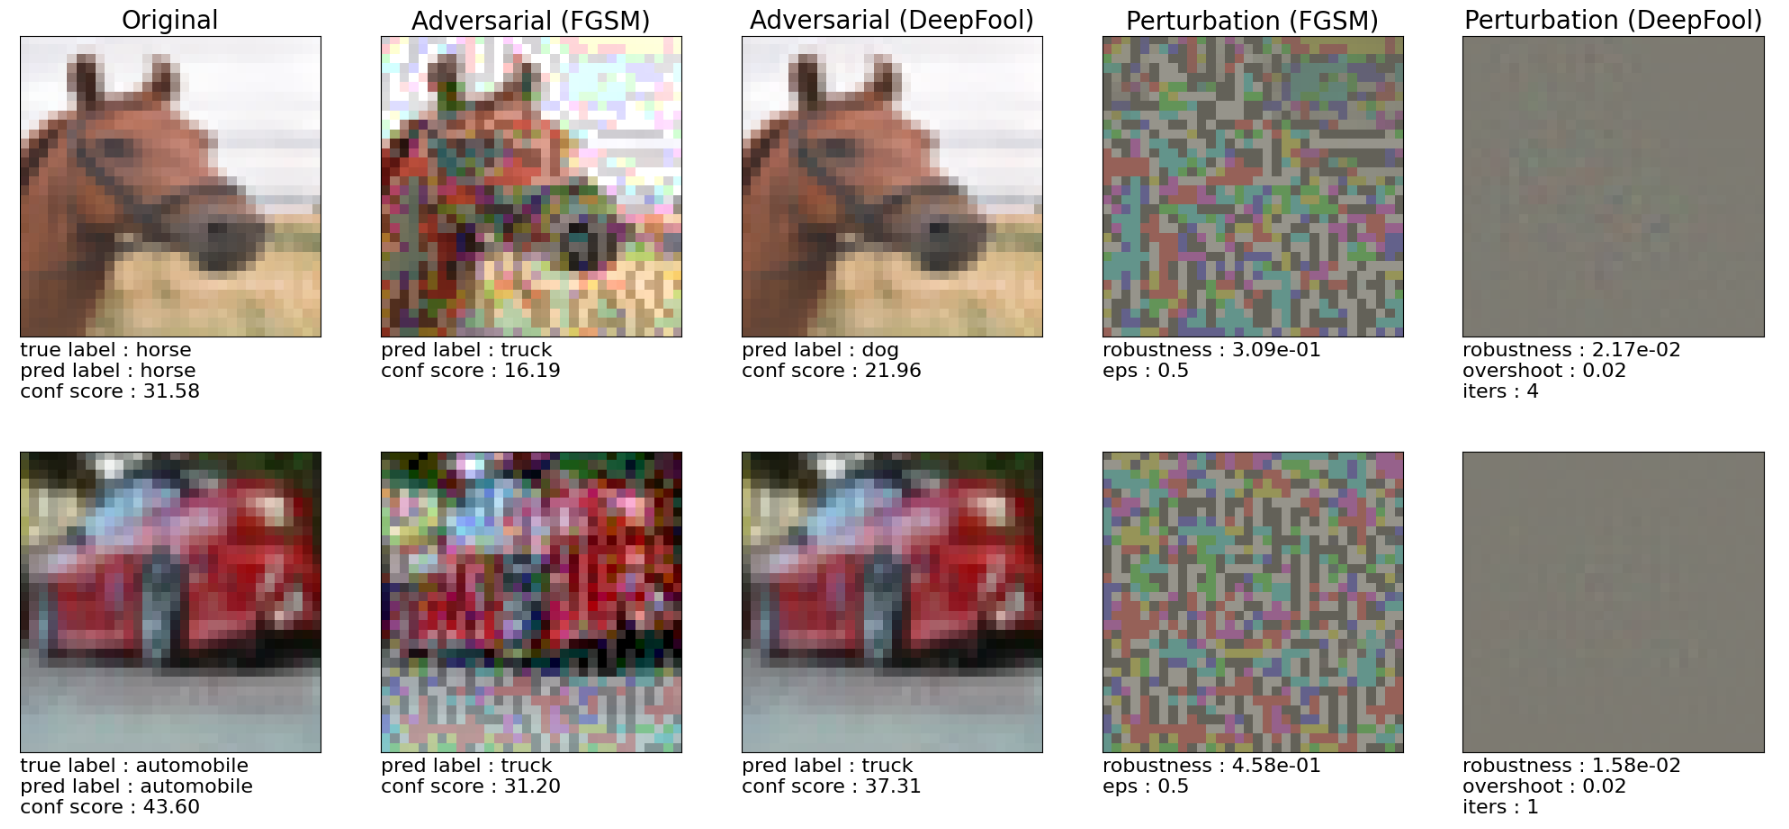 Original
Adversarial (FGSM)
Adversarial (DeepFool)
Perturbation (FGSM)
Perturbation (DeepFool)
true label : horse
pred label : horse
conf score : 31.58
pred label : truck
conf score : 16.19
pred label : dog
conf score : 21.96
robustness : 3.09e-01
eps : 0.5
robustness : 2.17e-02
overshoot : 0.02
iters : 4
true label : automobile
pred label : automobile
conf score : 43.60
pred label : truck
conf score : 31.20
pred label : truck
conf score : 37.31
robustness : 4.58e-01
eps : 0.5
robustness : 1.58e-02
overshoot : 0.02
iters : 1